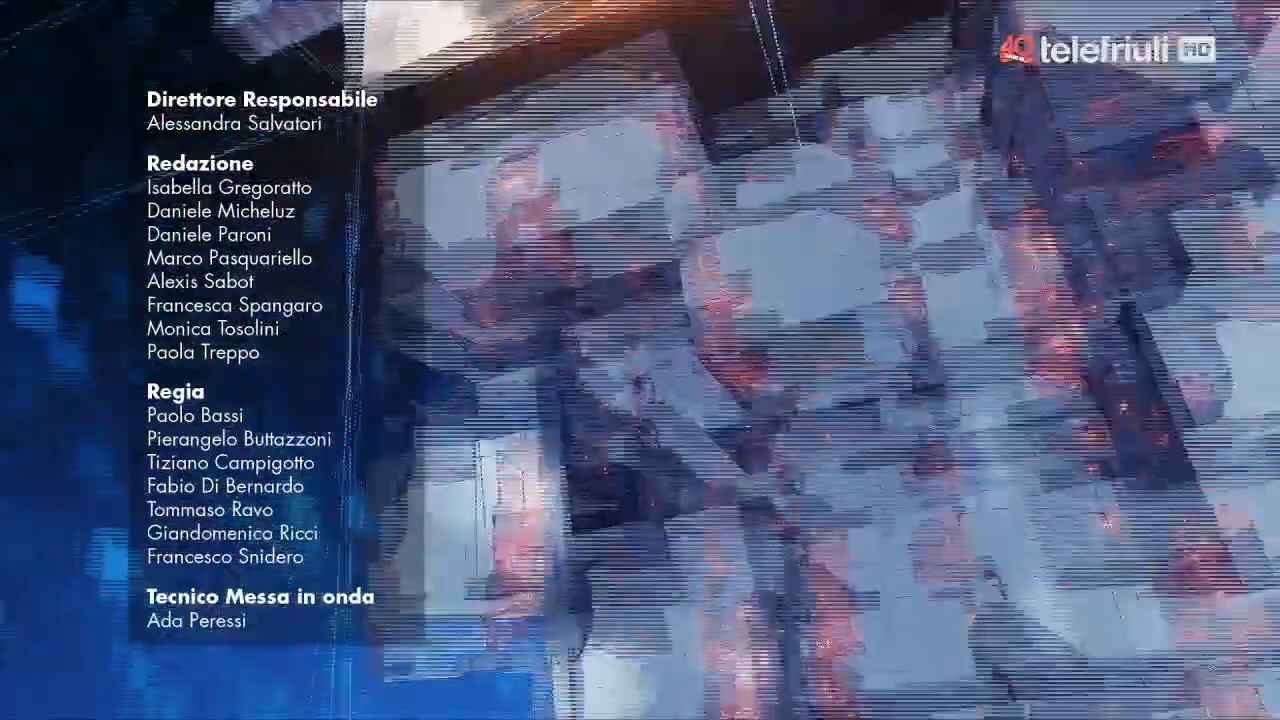 40 telefriuli HD
Direttore Responsabile
Alessandra Salvatori
Redazione
Isabella Gregoratto
Daniele Micheluz
Daniele Paroni
Marco Pasquariello
Alexis Sabot
Francesca Spangaro
Monica Tosolini
Paola Treppo
Regia
Paolo Bassi
Pierangelo Buttazzoni
Tiziano Campigotto
Fabio Di Bernardo
Tommaso Ravo
Giandomenico Ricci
Francesco Snidero
Tecnico Messa in onda
Ada Peressi